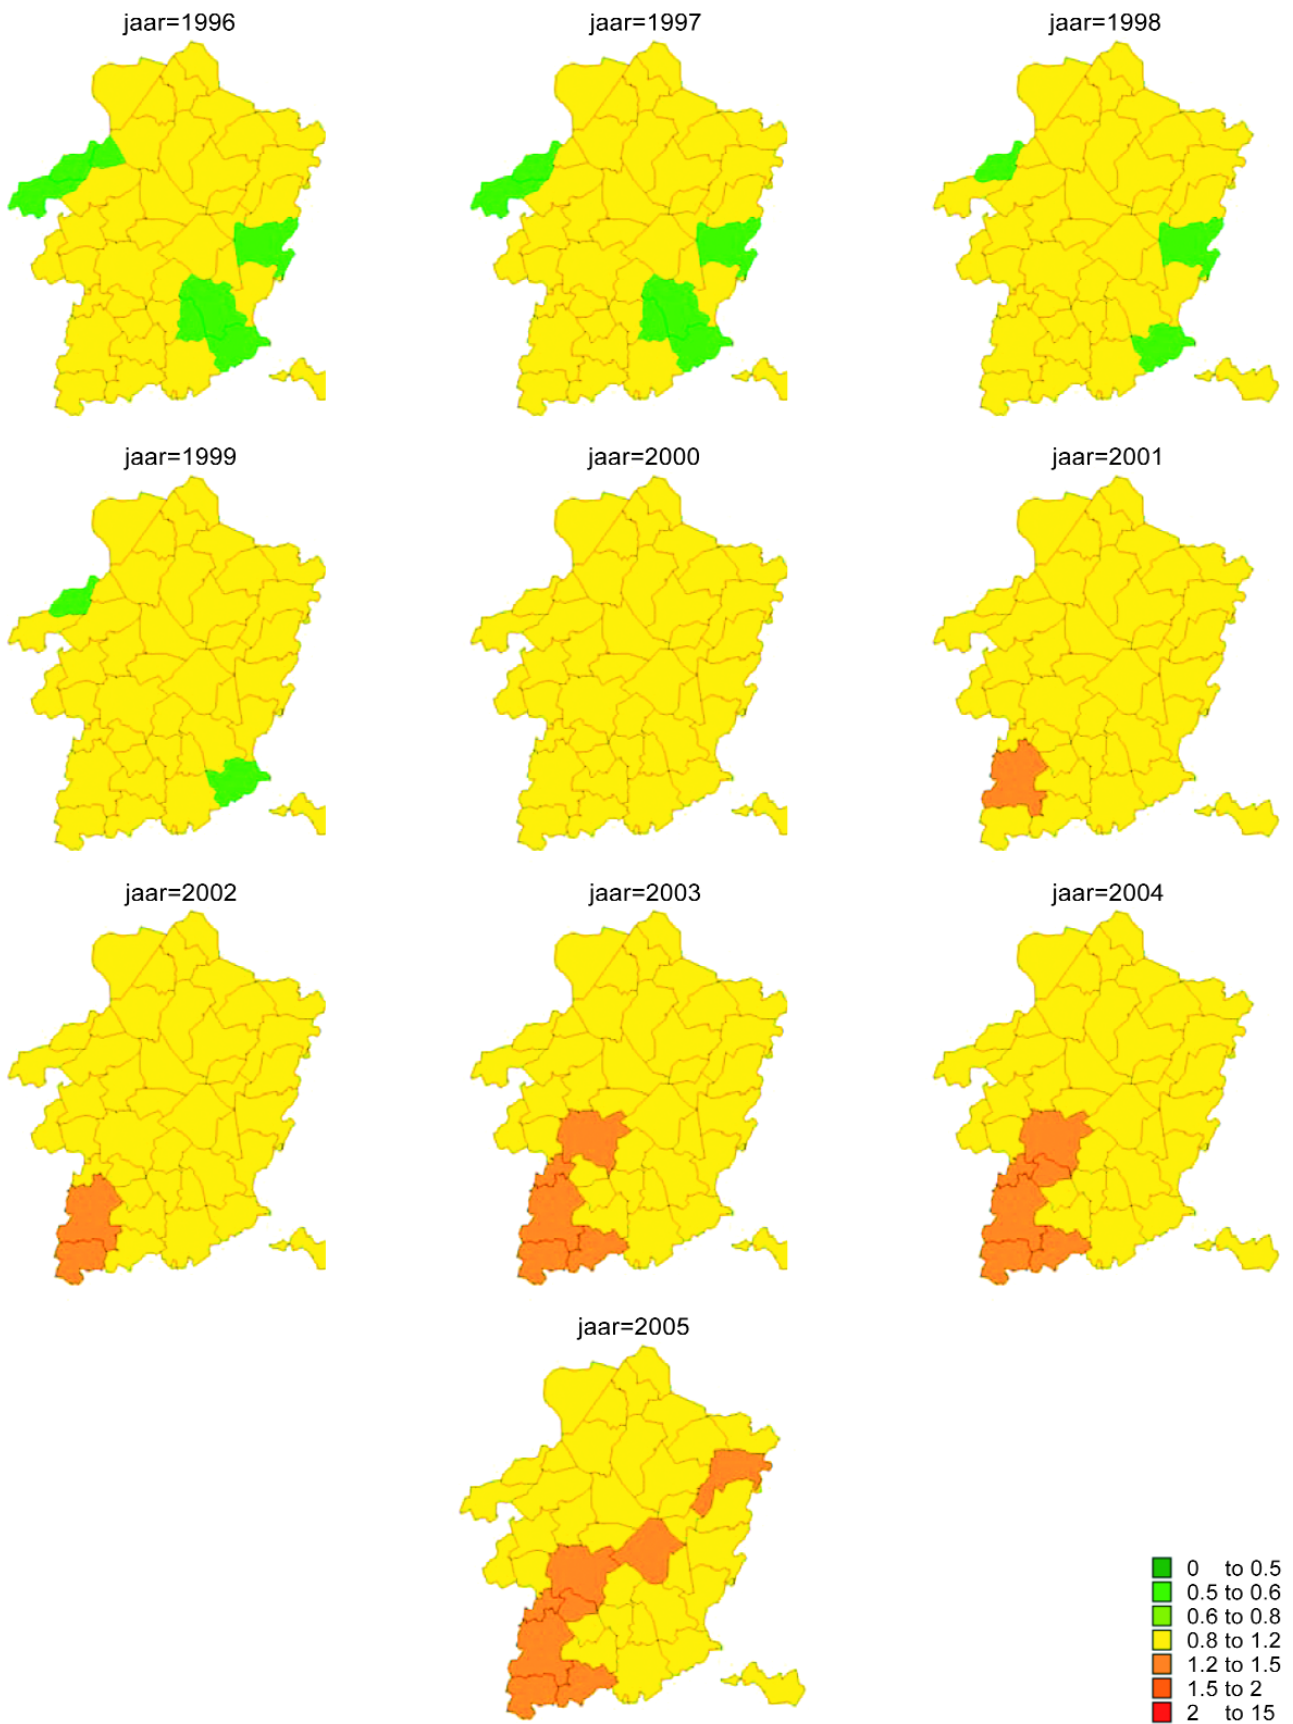 jaar=1996
jaar=1997
jaar=1998
jaar=1999
jaar=2000
jaar=2001
jaar=2002
jaar=2003
jaar=2004
jaar=2005
0 to 0.5
0.5 to 0.6
0.6 to 0.8
0.8 to 1.2
1.2 to 1.5
1.5 to 2
2 to 15